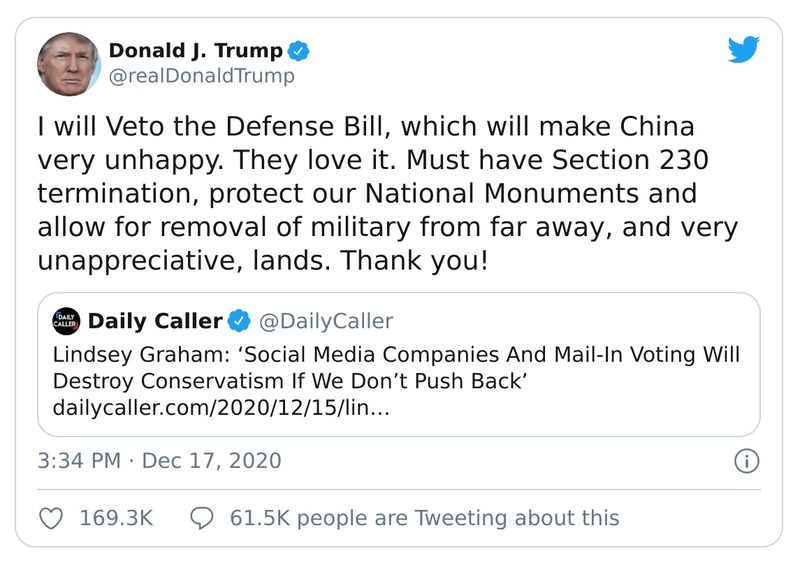 Donald J. Trump
@realDonaldTrump
I will Veto the Defense Bill, which will make China
very unhappy. They love it. Must have Section 230
termination, protect our National Monuments and
allow for removal of military from far away, and very
unappreciative, lands. Thank you!
DAILY
CALLER
Daily Caller @DailyCaller
Lindsey Graham: ‘Social Media Companies And Mail-In Voting Will
Destroy Conservatism If We Don’t Push Back’
dailycaller.com/2020/12/15/lin…
3:34 PM · Dec 17, 2020
169.3K 61.5K people are Tweeting about this